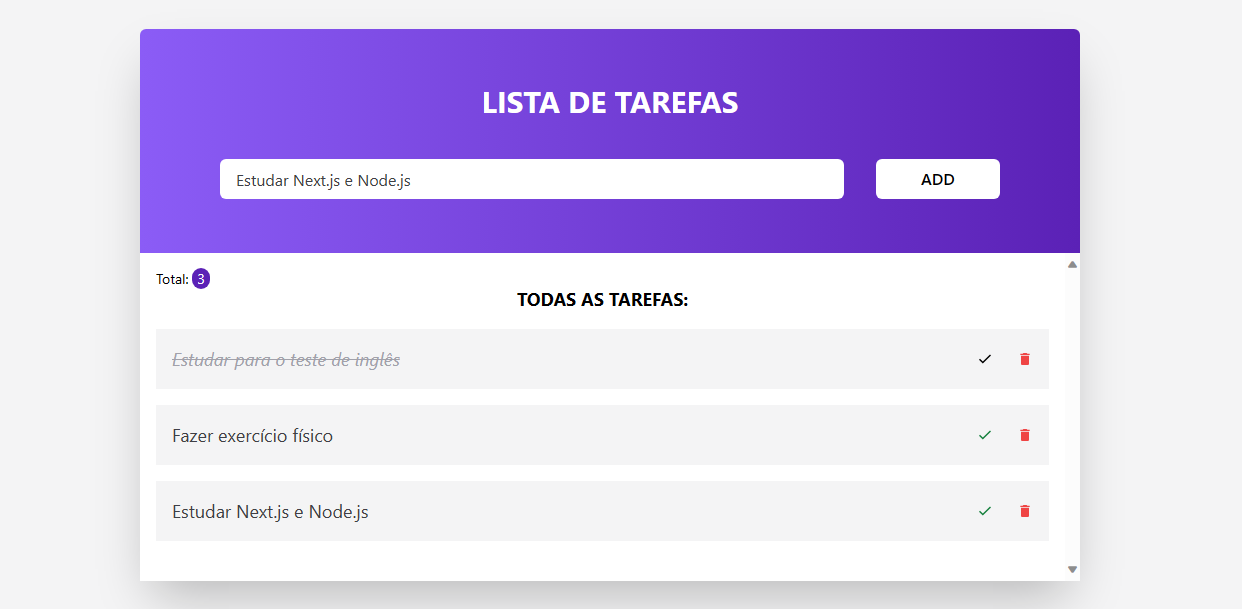 LISTA DE TAREFAS
Estudar Next.js e Node.js
ADD
Total: 3
TODAS AS TAREFAS:
Estudar para o teste de inglês
Fazer exercício físico
Estudar Next.js e Node.js